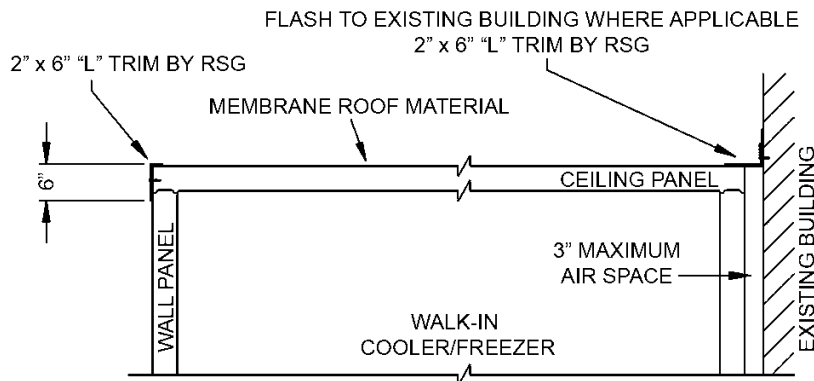 FLASH TO EXISTING BUILDING WHERE APPLICABLE
2” x 6” “L” TRIM BY RSG
2” x 6” “L” TRIM BY RSG
MEMBRANE ROOF MATERIAL
6”
CEILING PANEL
WALL PANEL
3” MAXIMUM
AIR SPACE
EXISTING BUILDING
WALK-IN
COOLER/FREEZER